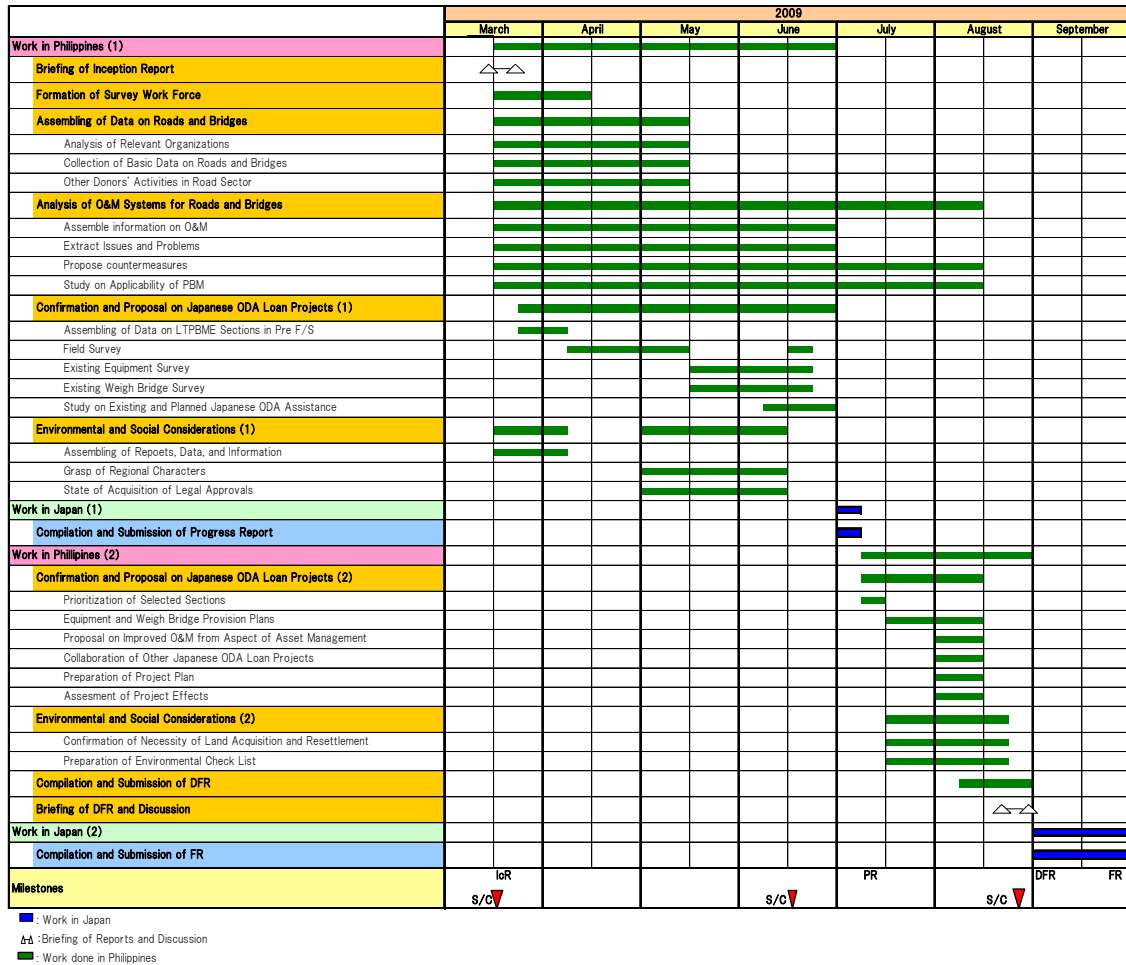 2009
March April May June July August September
Work in Philippines (1)
Briefing of Inception Report
Formation of Survey Work Force
Assembling of Data on Roads and Bridges
Analysis of Relevant Organizations
Collection of Basic Data on Roads and Bridges
Other Donors' Activities in Road Sector
Analysis of O&M Systems for Roads and Bridges
Assemble information on O&M
Extract Issues and Problems
Propose countermeasures
Study on Applicability of PBM
Confirmation and Proposal on Japanese ODA Loan Projects (1)
Assembling of Data on LTPBME Sections in Pre F/S
Field Survey
Existing Equipment Survey
Existing Weigh Bridge Survey
Study on Existing and Planned Japanese ODA Assistance
Environmental and Social Considerations (1)
Assembling of Repoets, Data, and Information
Grasp of Regional Characters
State of Acquisition of Legal Approvals
Work in Japan (1)
Compilation and Submission of Progress Report
Work in Phillipines (2)
Confirmation and Proposal on Japanese ODA Loan Projects (2)
Prioritization of Selected Sections
Equipment and Weigh Bridge Provision Plans
Proposal on Improved O&M from Aspect of Asset Management
Collaboration of Other Japanese ODA Loan Projects
Preparation of Project Plan
Assesment of Project Effects
Environmental and Social Considerations (2)
Confirmation of Necessity of Land Acquisition and Resettlement
Preparation of Environmental Check List
Compilation and Submission of DFR
Briefing of DFR and Discussion
Work in Japan (2)
Compilation and Submission of FR
IcR PR DFR FR
Milestones
S/C S/C S/C
: Work in Japan
:Briefing of Reports and Discussion
: Work done in Philippines